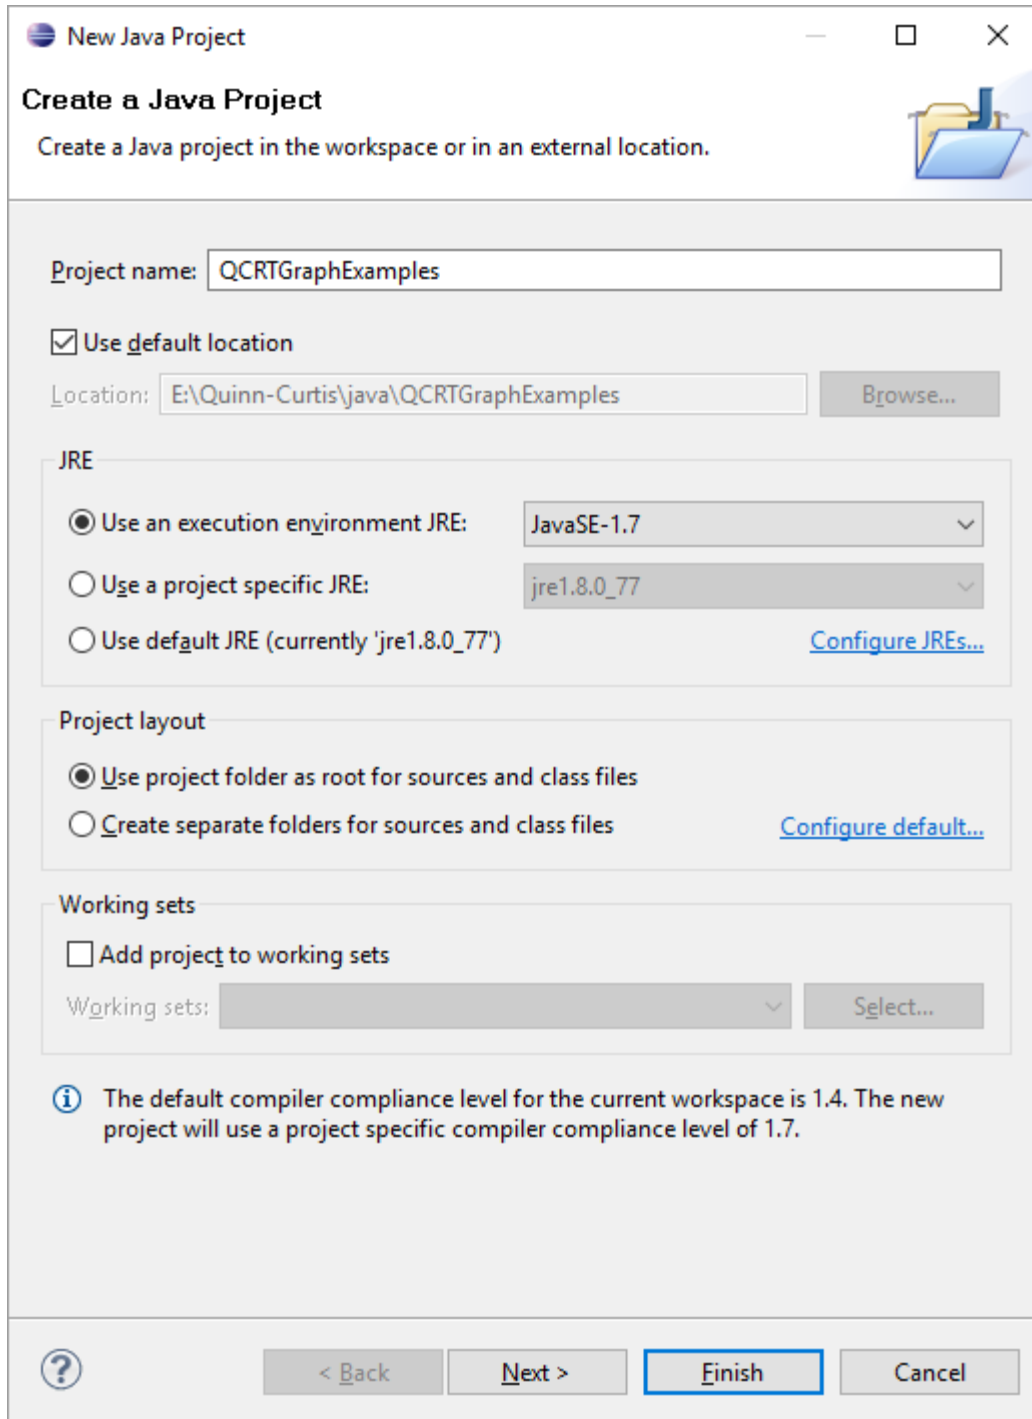 New Java Project
Create a Java Project
Create a Java project in the workspace or in an external location.
Project name: QCRTGraphExamples
Use default location
Location: E:\Quinn-Curtis\java\QCRTGraphExamples Browse...
JRE
Use an execution environment JRE: JavaSE-1.7
Use a project specific JRE: jre1.8.0_77
Use default JRE (currently 'jre1.8.0_77') Configure JREs...
Project layout
Use project folder as root for sources and class files
Create separate folders for sources and class files Configure default...
Working sets
Add project to working sets
Working sets: Select...
The default compiler compliance level for the current workspace is 1.4. The new
project will use a project specific compiler compliance level of 1.7.
? < Back Next > Finish Cancel